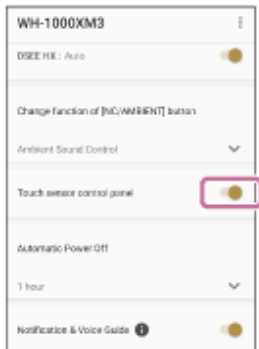 WH-1000XM3
DSEE HX : Auto
Change function of [NC/AMBIENT] button
Ambient Sound Control
Touch sensor control panel
Automatic Power Off
1 hour
Notification & Voice Guide